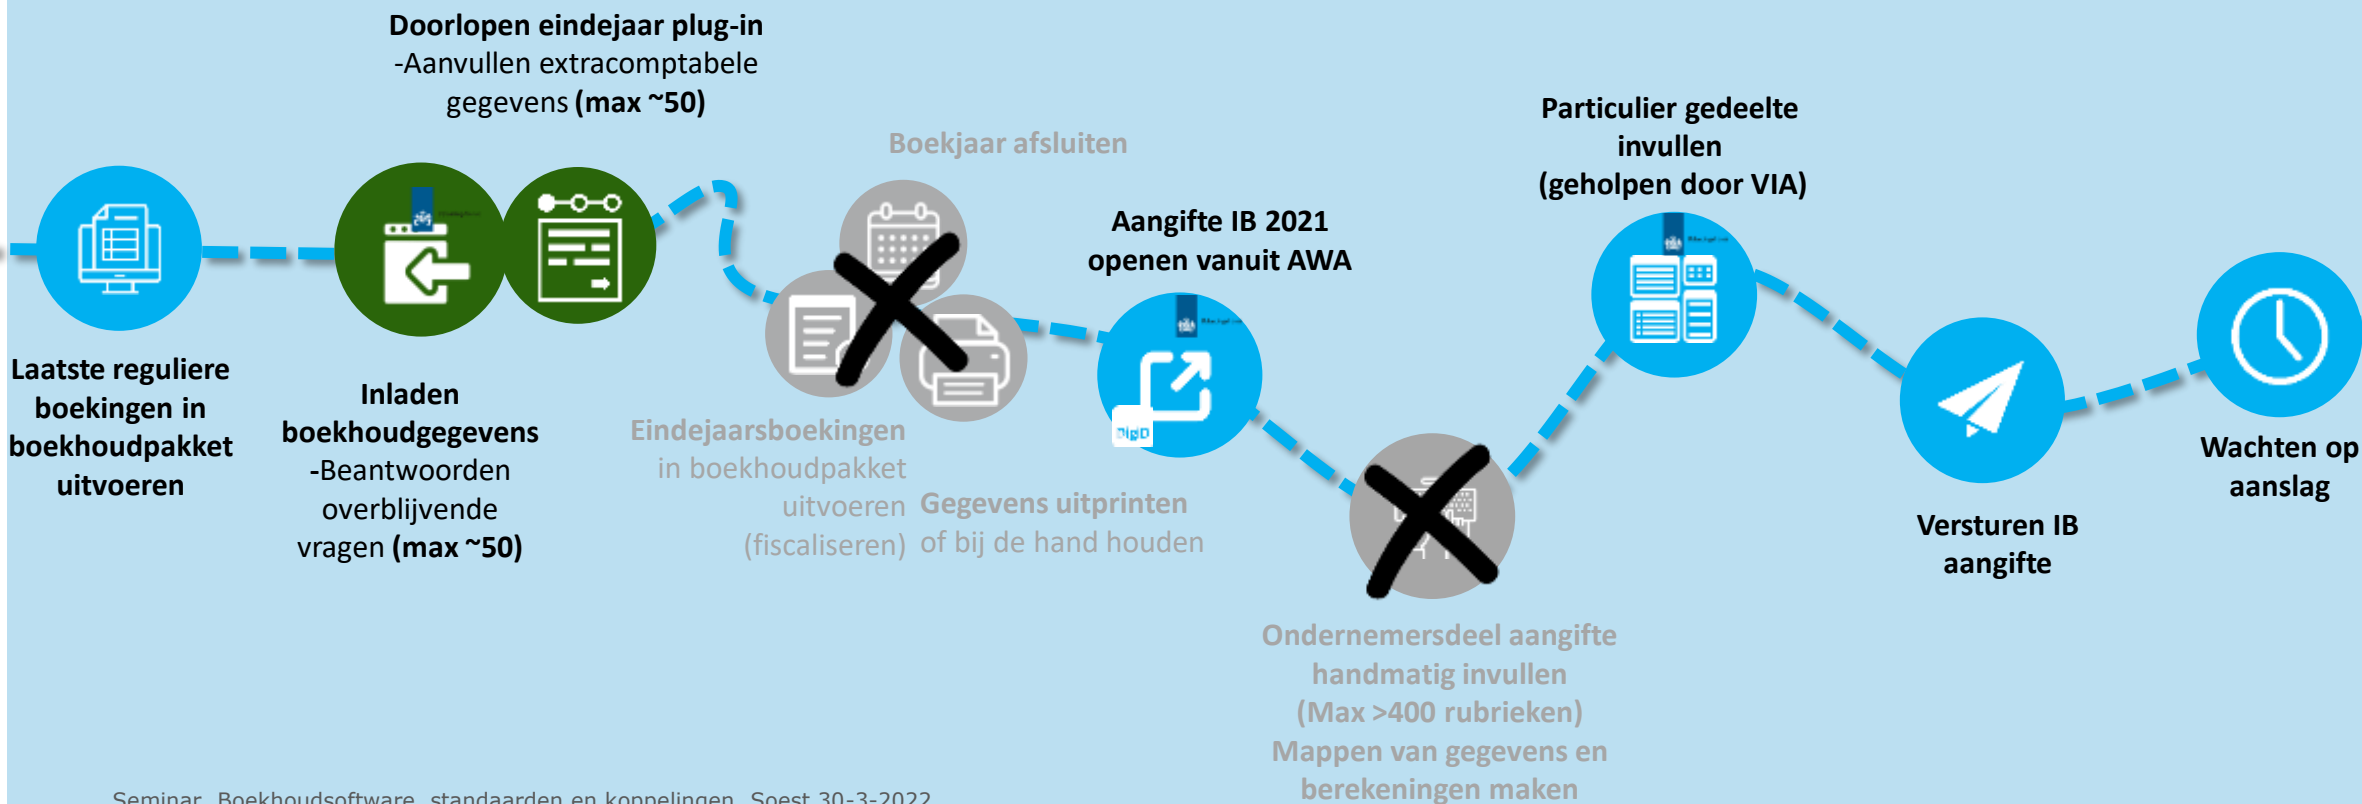 Doorlopen eindejaar plug-in
-Aanvullen extracomptabele
gegevens (max ~50)
Laatste reguliere
boekingen in
boekhoudpakket
uitvoeren
Inladen
boekhoudgegevens
-Beantwoorden
overblijvende
vragen (max ~50)
Boekjaar afsluiten
Eindejaarsboekingen
in boekhoudpakket
uitvoeren
(fiscaliseren)
Gegevens uitprinten
of bij de hand houden
Aangifte IB 2021
openen vanuit AWA
DigiD
Ondernemersdeel aangifte
handmatig invullen
(Max >400 rubrieken)
Mappen van gegevens en
berekeningen maken
Particulier gedeelte
invullen
(geholpen door VIA)
Versturen IB
aangifte
Wachten op
aanslag
Seminar Boekhoudsoftware, standaarden en koppelingen, Soest 30-3-2022